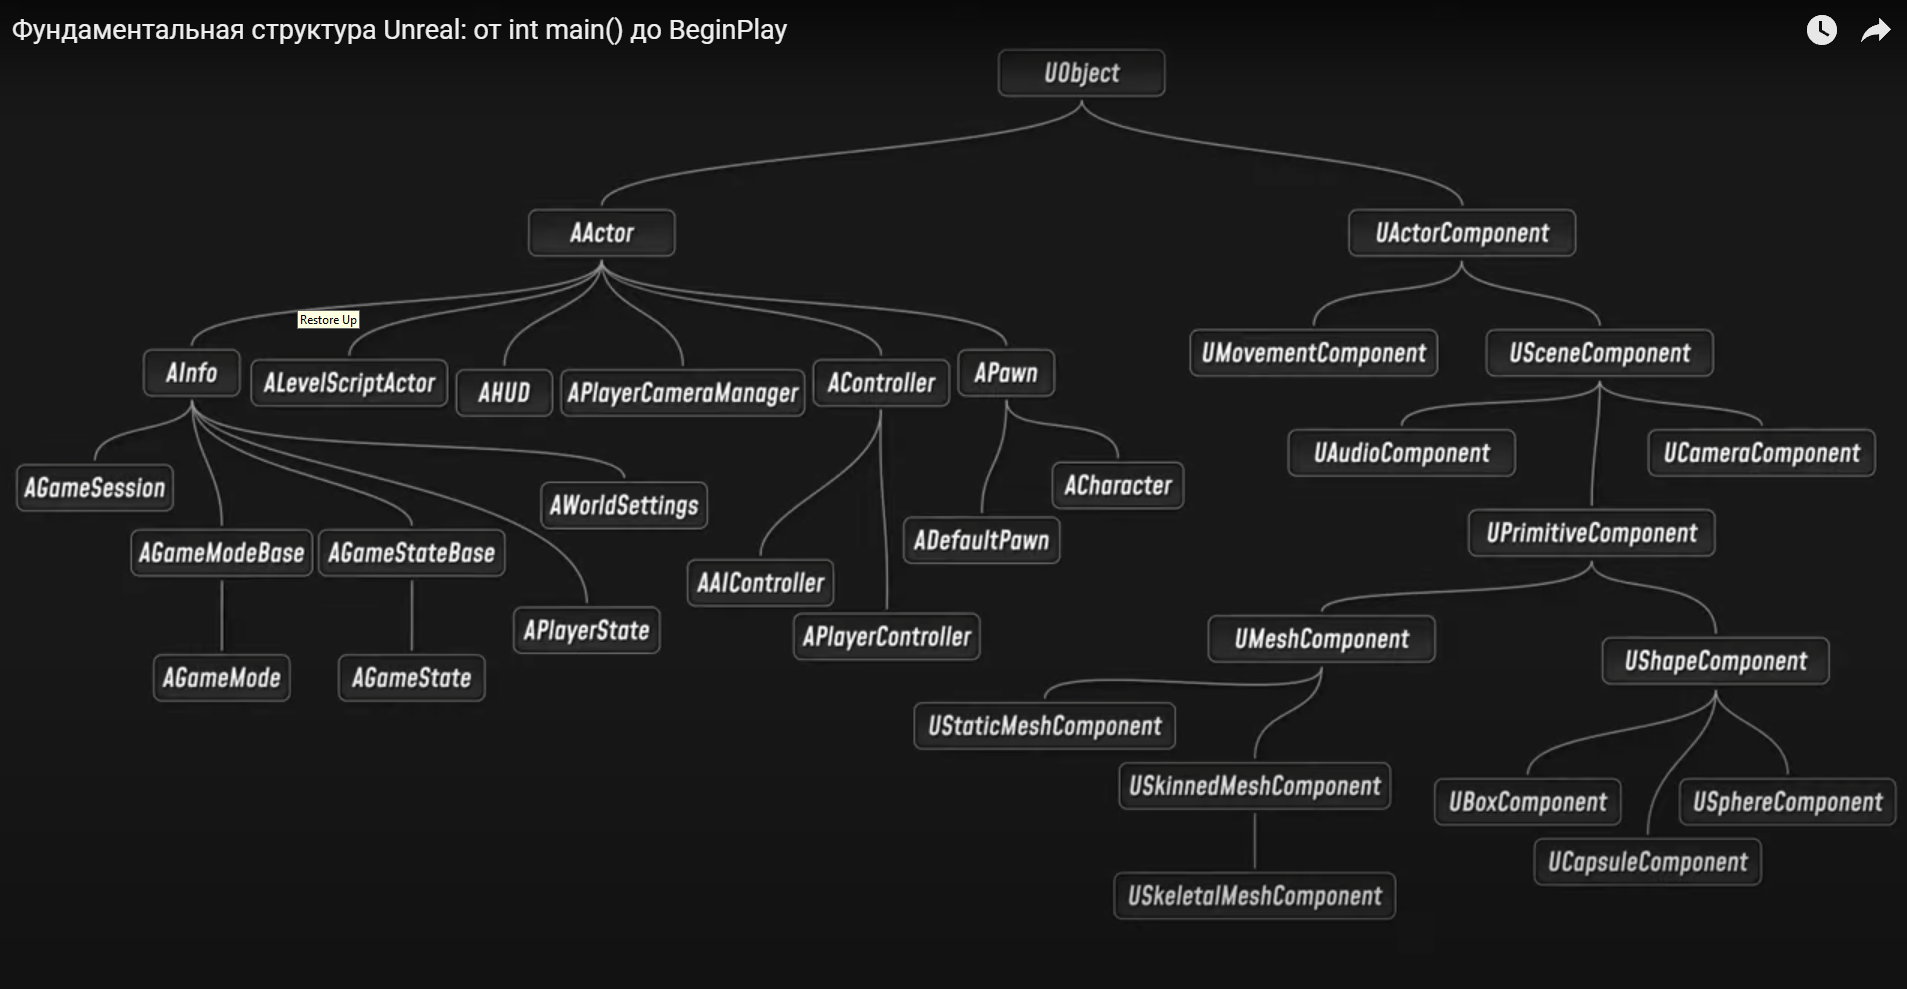 Фундаментальная структура Unreal: от int main() до BeginPlay
UObject
AActor
UActorComponent
Restore Up
AInfo
ALevelScriptActor
AHUD
APlayerCameraManager
AController
APawn
UMovementComponent
USceneComponent
AGameSession
AWorldSettings
ACharacter
UAudioComponent
UCameraComponent
AGameModeBase
AGameStateBase
AAIController
ADefaultPawn
UPrimitiveComponent
APlayerState
APlayerController
UMeshComponent
UShapeComponent
AGameMode
AGameState
UStaticMeshComponent
USkinnedMeshComponent
UBoxComponent
USphereComponent
UCapsuleComponent
USkeletalMeshComponent